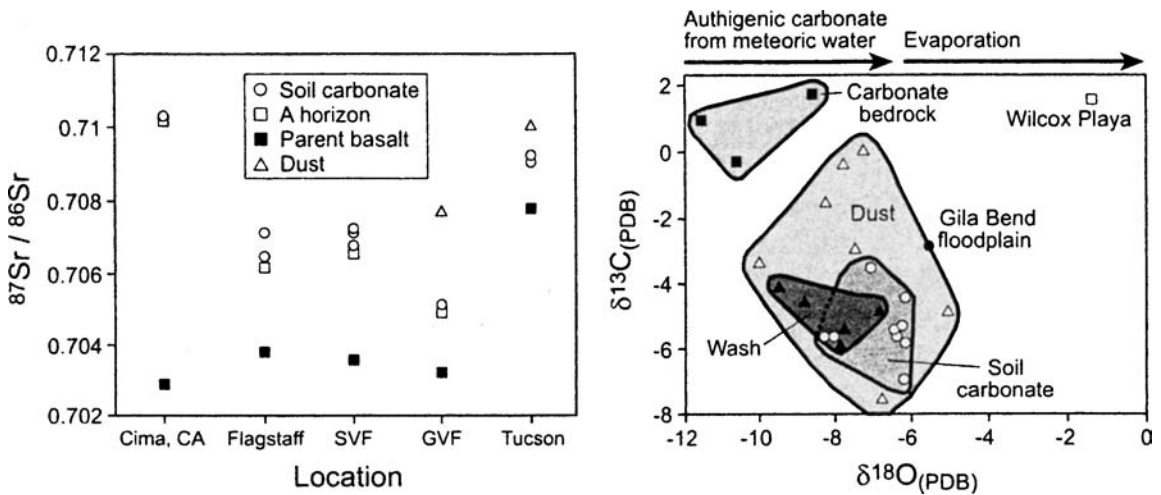 0.712
0.71
0.708
0.706
0.704
0.702
87Sr / 86Sr
Soil carbonate
A horizon
Parent basalt
Dust
Cima, CA
Flagstaff
SVF
GVF
Tucson
Location
Authigenic carbonate
from meteoric water
Evaporation
2
0
-2
-4
-6
-8
δ13C(PDB)
Carbonate
bedrock
Wilcox Playa
Dust
Gila Bend
floodplain
Wash
Soil
carbonate
-12
-10
-8
-6
-4
-2
0
δ18O(PDB)